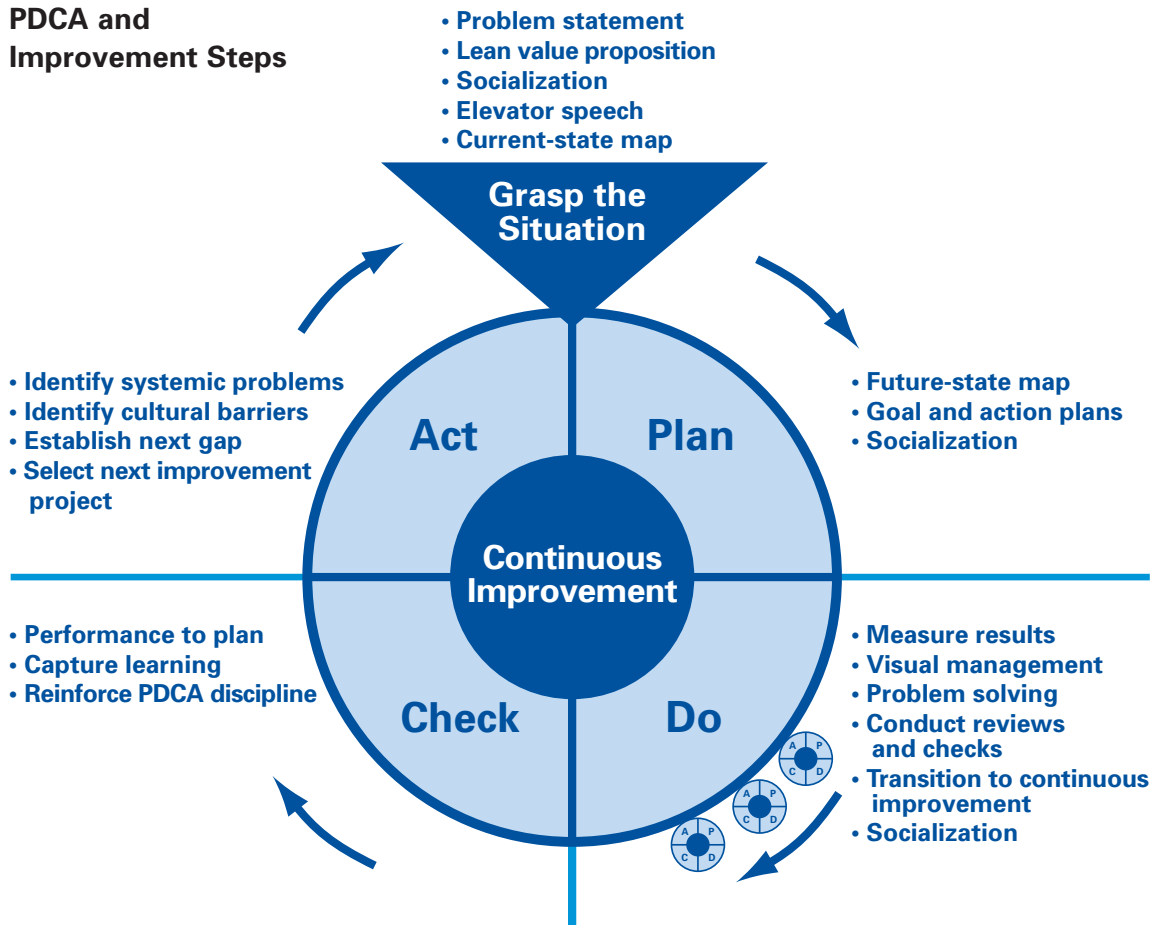 PDCA and
Improvement Steps
• Problem statement
• Lean value proposition
• Socialization
• Elevator speech
• Current-state map
Grasp the
Situation
• Future-state map
• Goal and action plans
• Socialization
• Identify systemic problems
• Identify cultural barriers
• Establish next gap
• Select next improvement
project
Act
Plan
Continuous
Improvement
Check
Do
• Measure results
• Visual management
• Problem solving
• Conduct reviews
and checks
• Transition to continuous
improvement
• Socialization
• Performance to plan
• Capture learning
• Reinforce PDCA discipline
A P
C D
A P
C D
A P
C D